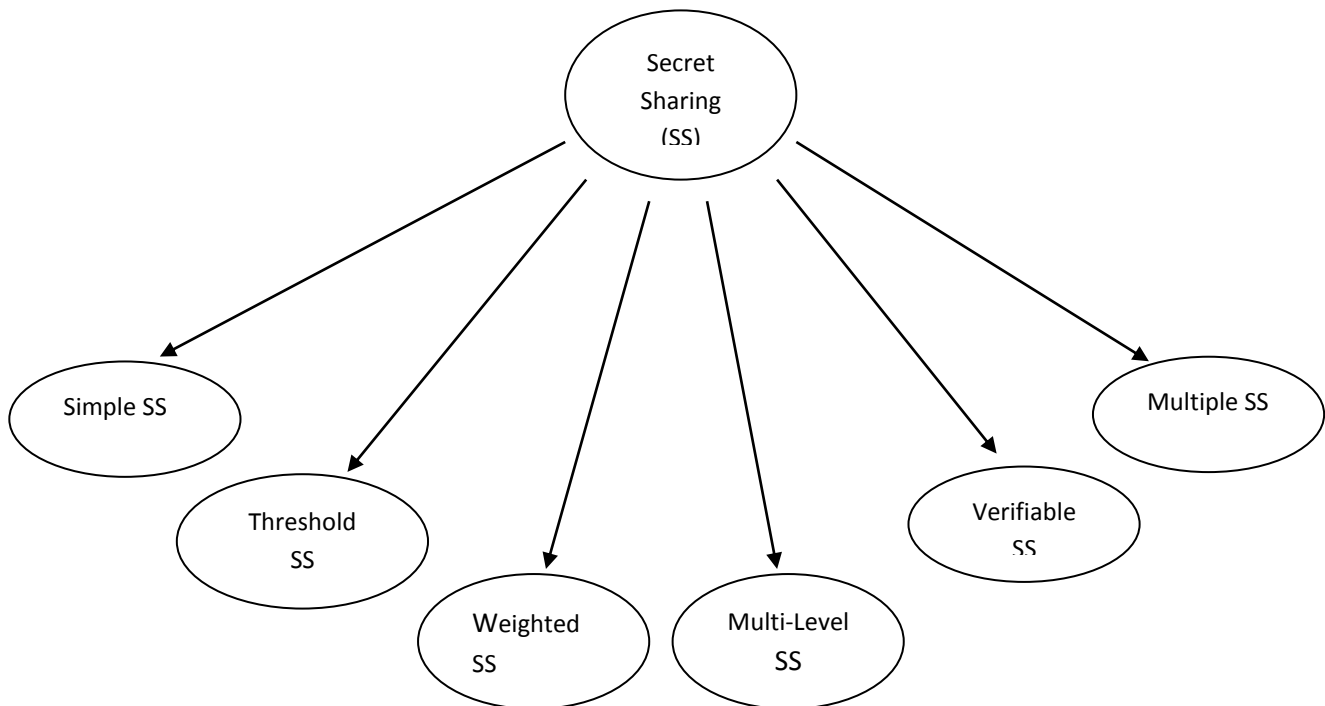 Secret
Sharing
(SS)
Simple SS
Multiple SS
Threshold
SS
Verifiable
SS
Weighted
SS
Multi-Level
SS